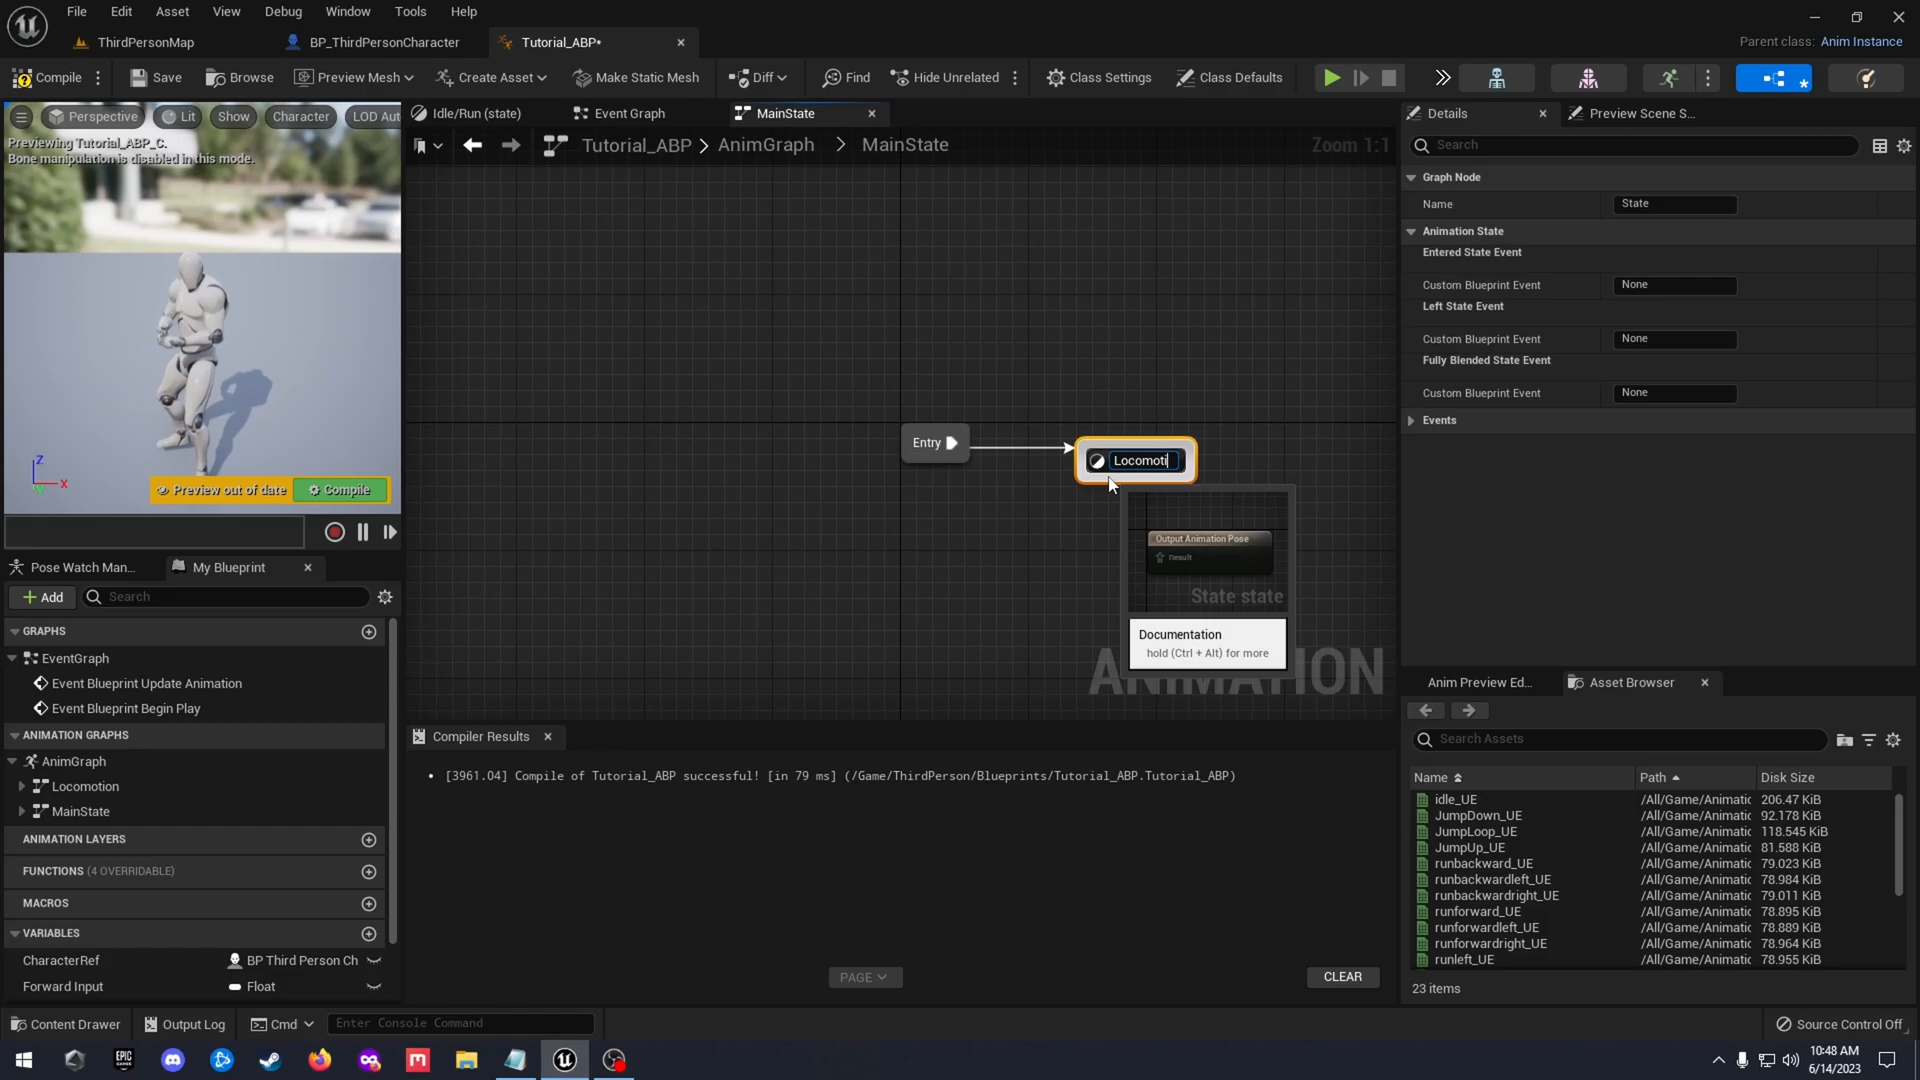 File Edit Asset View Debug Window Tools Help
ThirdPersonMap BP_ThirdPersonCharacter Tutorial_ABP*
Parent class: Anim Instance
Compile Save Browse Preview Mesh Create Asset Make Static Mesh Diff Find Hide Unrelated Class Settings Class Defaults
Perspective Lit Show Character LOD Aut
Previewing Tutorial_ABP_C.
Bone manipulation is disabled in this mode.
Z
X
Preview out of date Compile
Idle/Run (state) Event Graph MainState
Tutorial_ABP > AnimGraph > MainState
Zoom 1:1
Entry
Locomoti
Output Animation Pose
Result
State state
Documentation
hold (Ctrl + Alt) for more
ANIMATION
Compiler Results
[3961.04] Compile of Tutorial_ABP successful! [in 79 ms] (/Game/ThirdPerson/Blueprints/Tutorial_ABP.Tutorial_ABP)
PAGE
CLEAR
Pose Watch Man... My Blueprint
Add Search
GRAPHS
EventGraph
Event Blueprint Update Animation
Event Blueprint Begin Play
ANIMATION GRAPHS
AnimGraph
Locomotion
MainState
ANIMATION LAYERS
FUNCTIONS (4 OVERRIDABLE)
MACROS
VARIABLES
CharacterRef BP Third Person Ch
Forward Input Float
Details Preview Scene S...
Search
Graph Node
Name State
Animation State
Entered State Event
Custom Blueprint Event None
Left State Event
Custom Blueprint Event None
Fully Blended State Event
Custom Blueprint Event None
Events
Anim Preview Ed... Asset Browser
Search Assets
Name Path Disk Size
idle_UE /All/Game/Animatic 206.47 KiB
JumpDown_UE /All/Game/Animatic 92.178 KiB
JumpLoop_UE /All/Game/Animatic 118.545 KiB
JumpUp_UE /All/Game/Animatic 81.588 KiB
runbackward_UE /All/Game/Animatic 79.023 KiB
runbackwardleft_UE /All/Game/Animatic 78.984 KiB
runbackwardright_UE /All/Game/Animatic 79.011 KiB
runforward_UE /All/Game/Animatic 78.895 KiB
runforwardleft_UE /All/Game/Animatic 78.889 KiB
runforwardright_UE /All/Game/Animatic 78.964 KiB
runleft_UE /All/Game/Animatic 78.955 KiB
23 items
Content Drawer Output Log Cmd Enter Console Command Source Control Off
EPIC GAMES
10:48 AM
6/14/2023